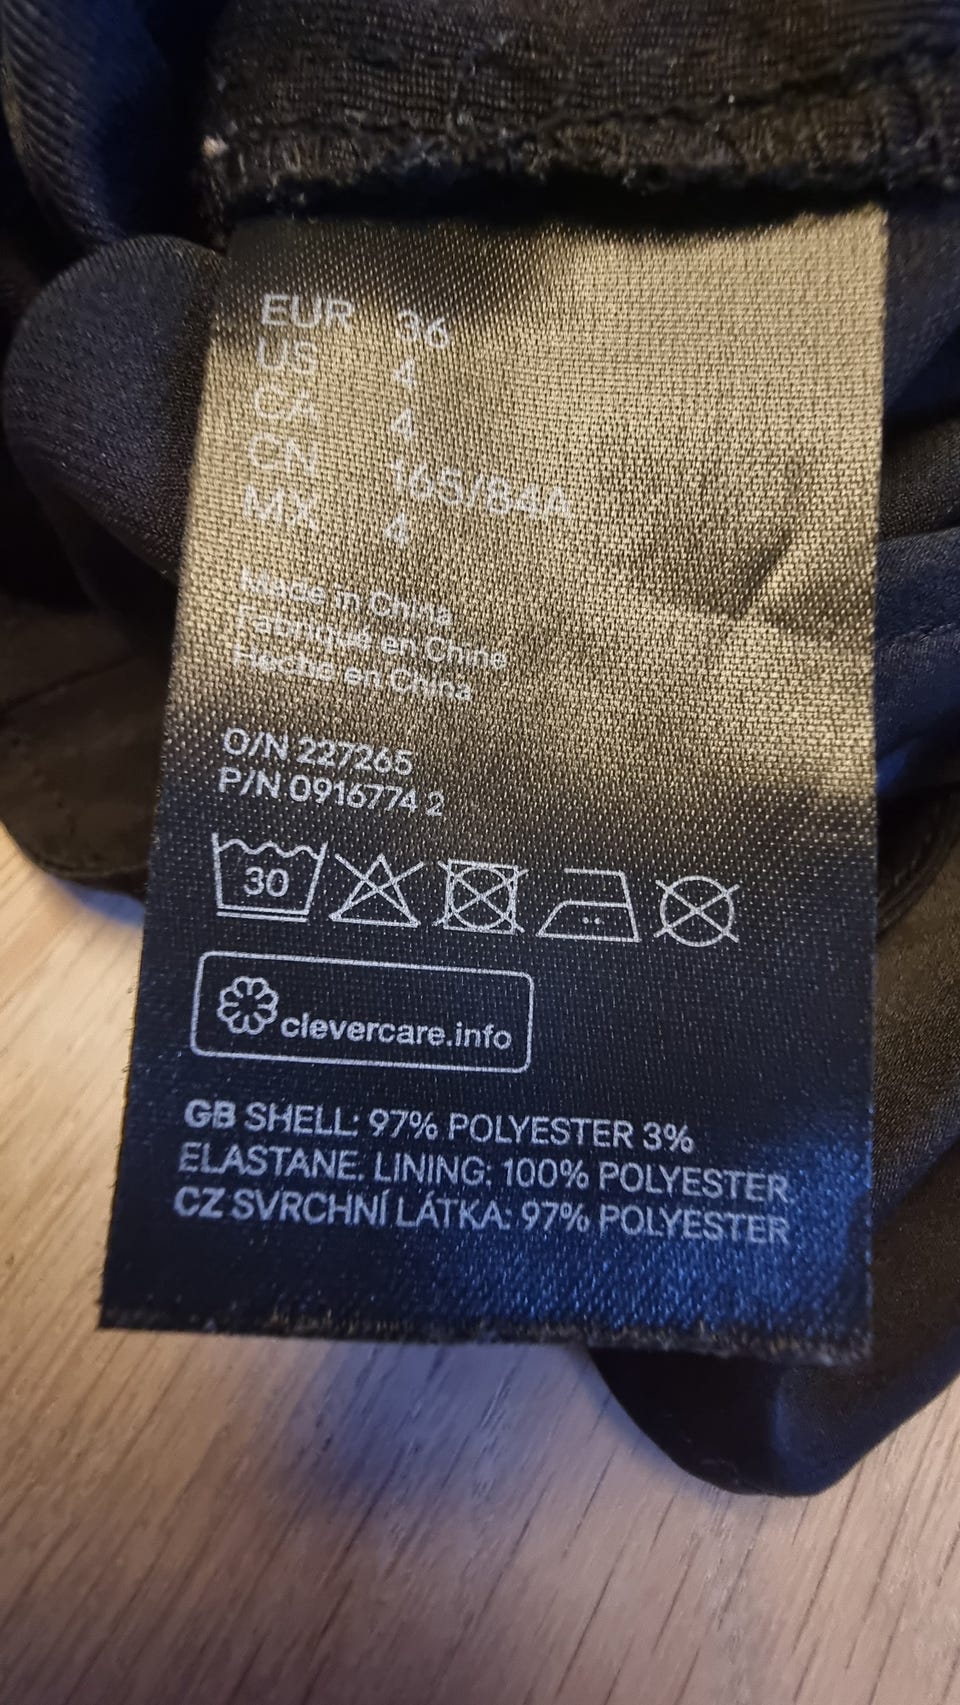 EUR 36
US 4
CA 4
CN 165/84A
MX 4
Made in China
Fabriqué en Chine
Hecho en China
O/N 227265
P/N 0916774 2
30
clevercare.info
GB SHELL: 97% POLYESTER 3%
ELASTANE. LINING: 100% POLYESTER
CZ SVRCHNÍ LÁTKA: 97% POLYESTER